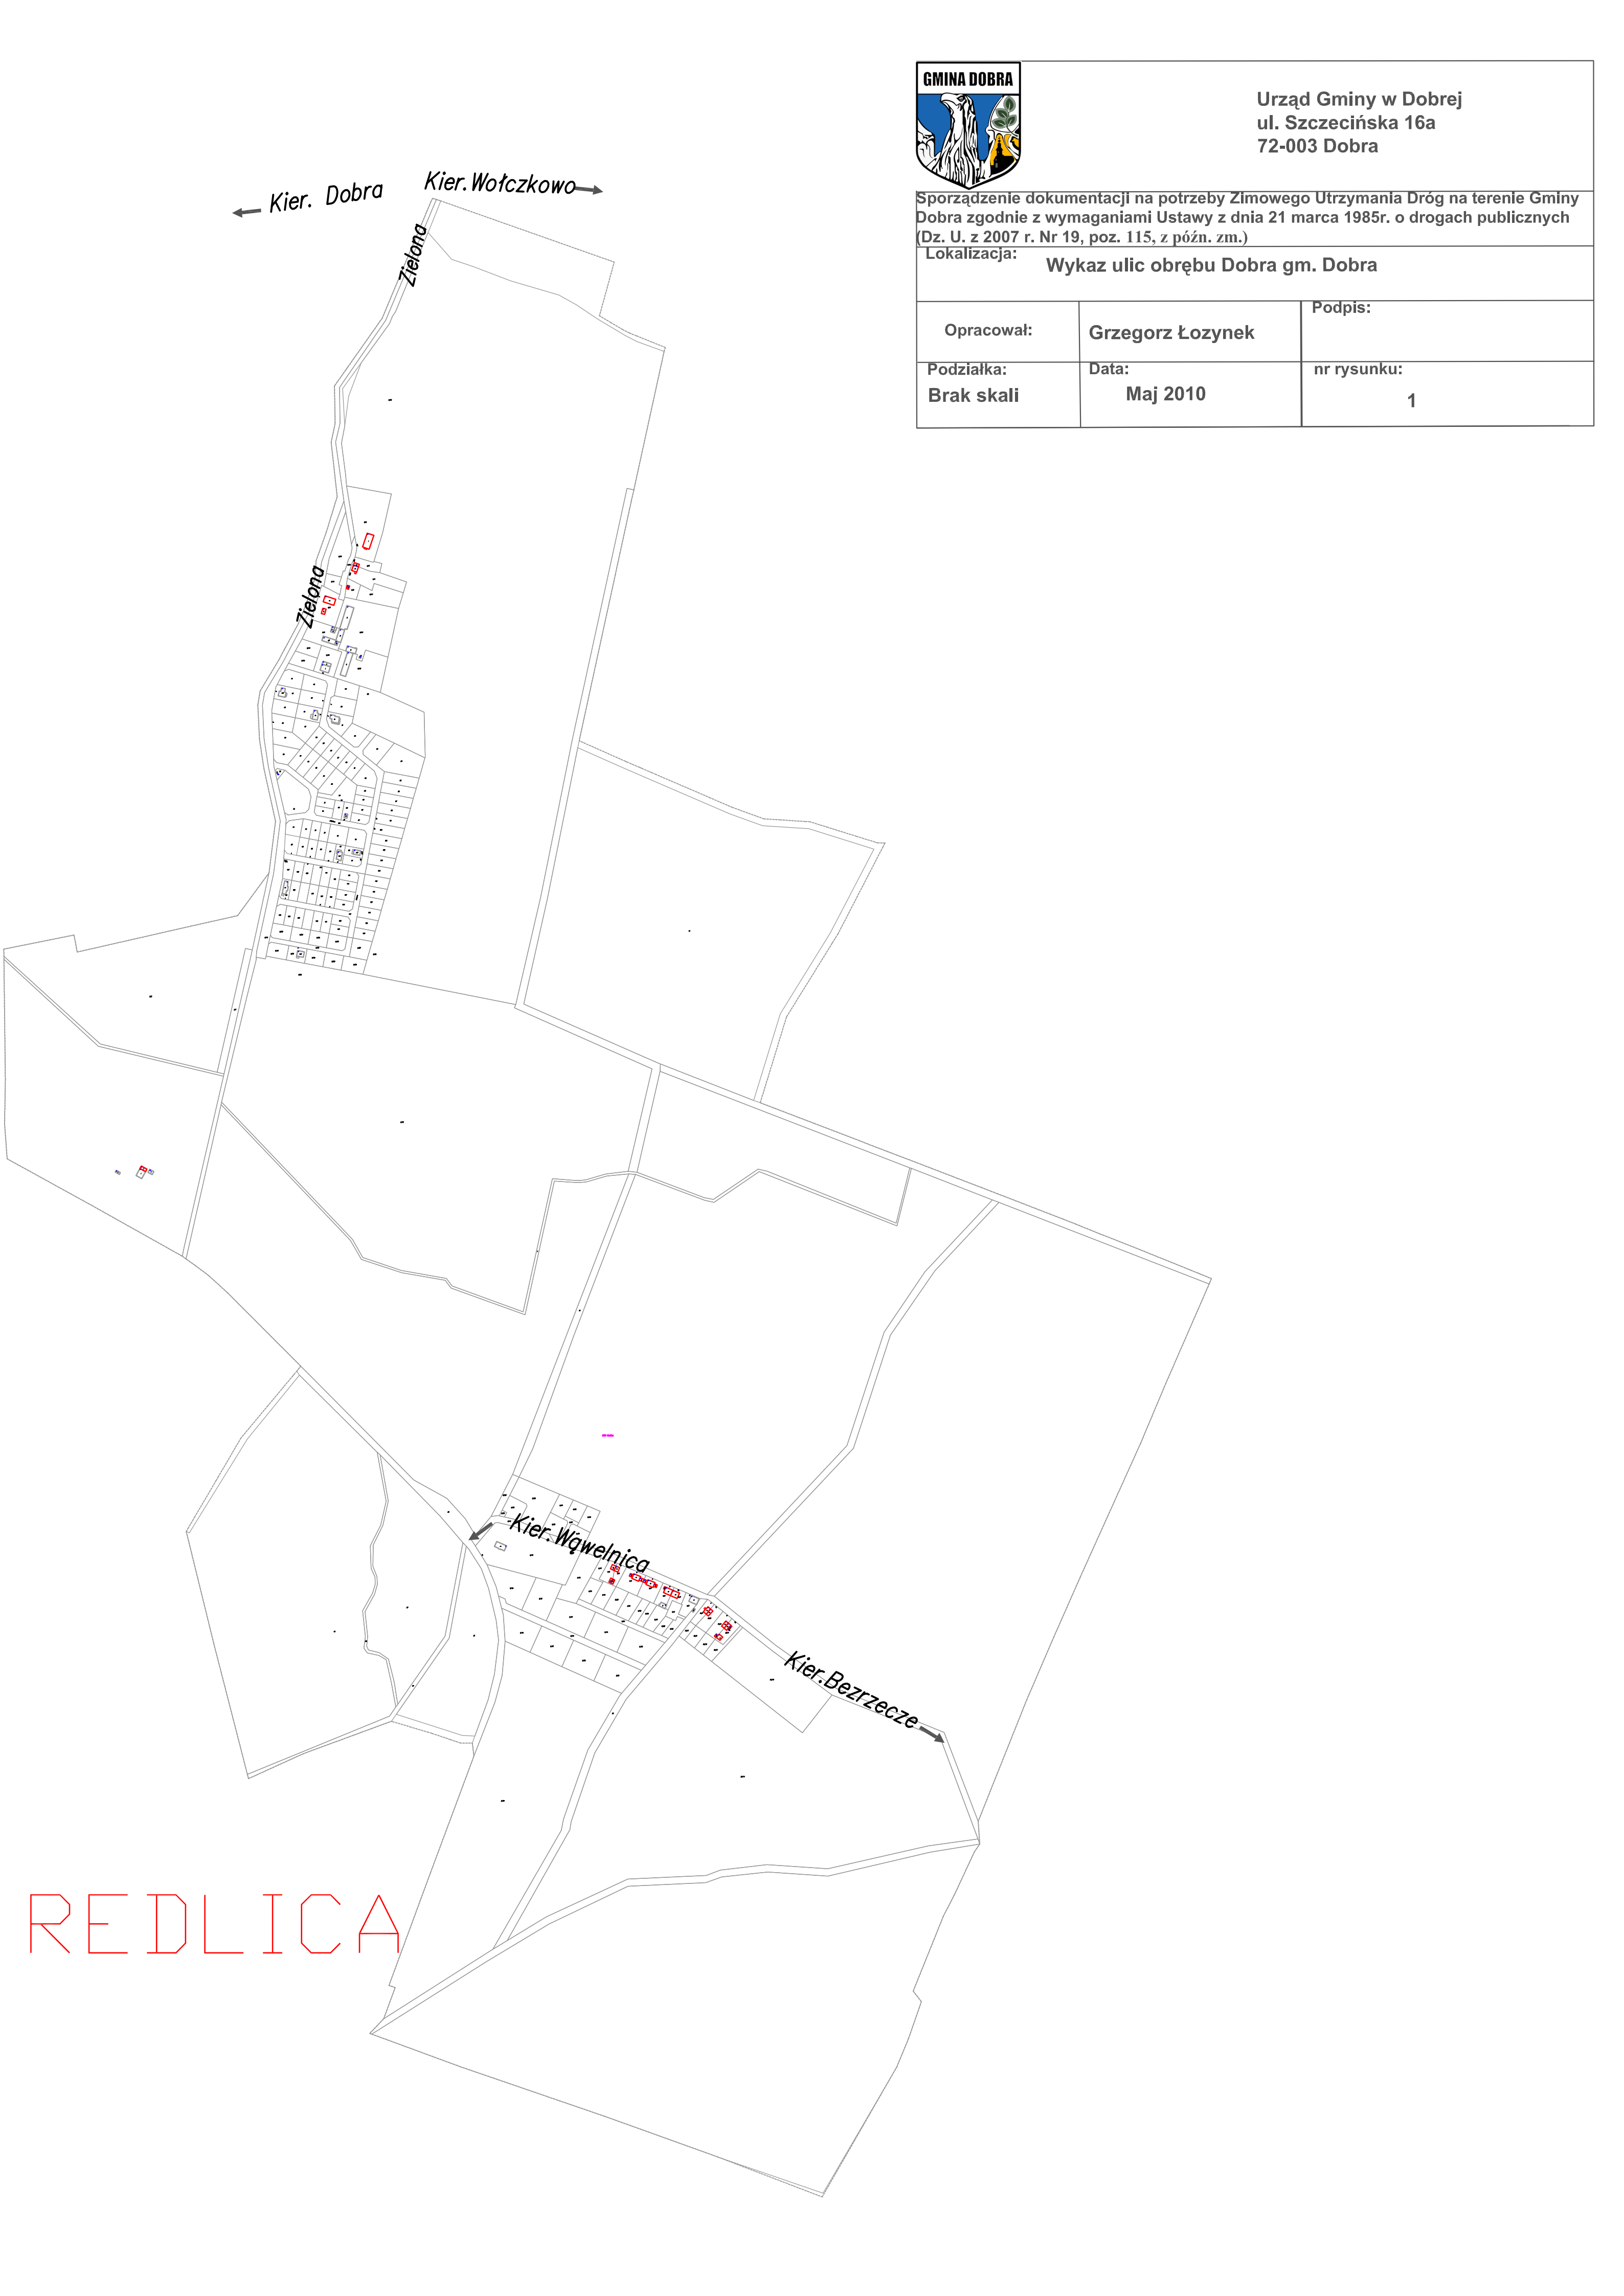 GMINA DOBRA
Urząd Gminy w Dobrej
ul. Szczecińska 16a
72-003 Dobra
Sporządzenie dokumentacji na potrzeby Zimowego Utrzymania Dróg na terenie Gminy
Dobra zgodnie z wymaganiami Ustawy z dnia 21 marca 1985r. o drogach publicznych
(Dz. U. z 2007 r. Nr 19, poz. 115, z późn. zm.)
Lokalizacja:
Wykaz ulic obrębu Dobra gm. Dobra
Opracował:
Grzegorz Łozynek
Podpis:
Podziałka:
Brak skali
Data:
Maj 2010
nr rysunku:
1
Kier. Dobra
Kier.Wołczkowo
Zielona
Zielona
Kier.Wąwelnica
Kier.Bezrzecze
REDLICA